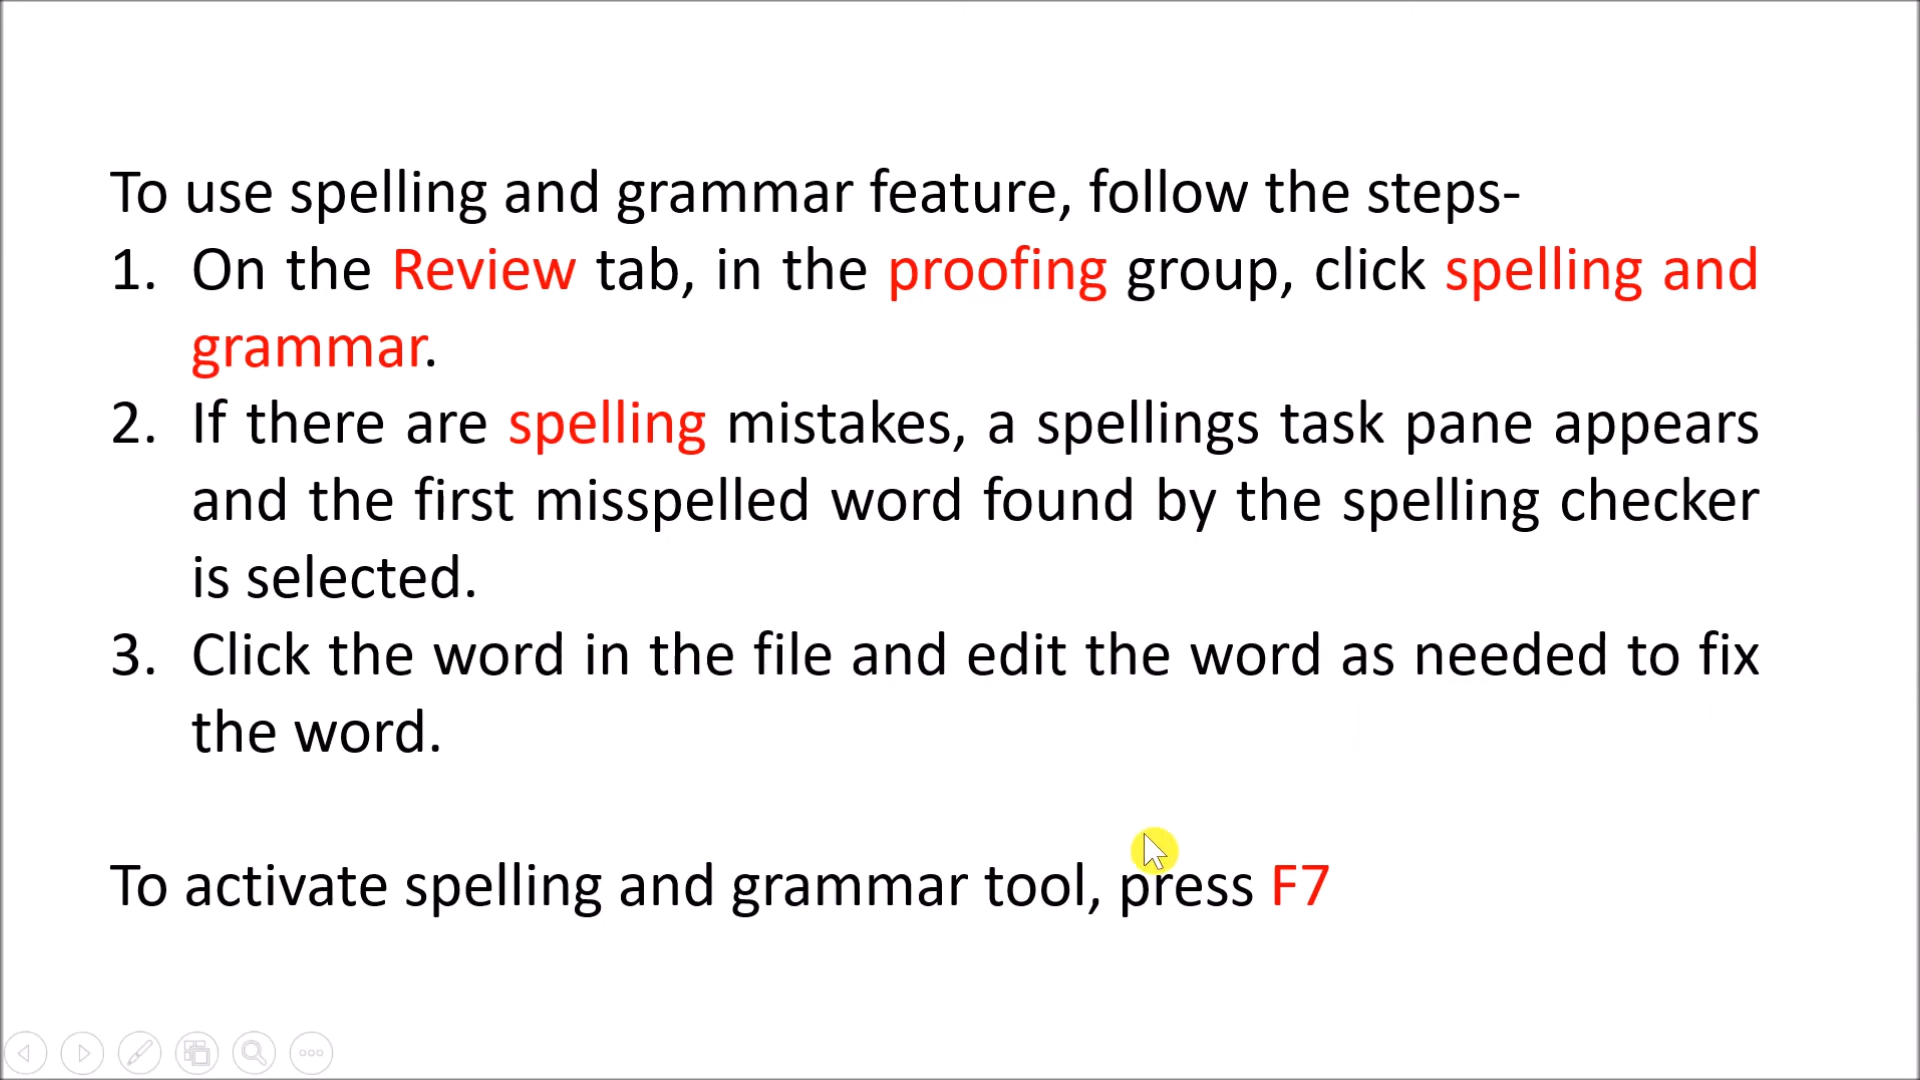 To use spelling and grammar feature, follow the steps-
1. On the Review tab, in the proofing group, click spelling and
grammar.
2. If there are spelling mistakes, a spellings task pane appears
and the first misspelled word found by the spelling checker
is selected.
3. Click the word in the file and edit the word as needed to fix
the word.
To activate spelling and grammar tool, press F7